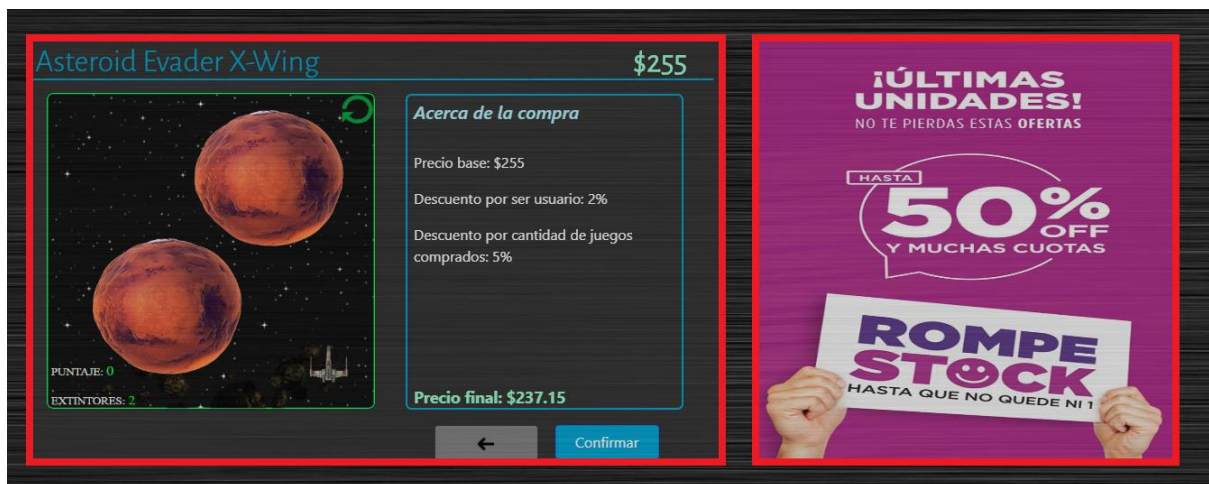 Asteroid Evader X-Wing
$255
PUNTAJE: 0
EXTINTORES: 2
Acerca de la compra
Precio base: $255
Descuento por ser usuario: 2%
Descuento por cantidad de juegos
comprados: 5%
Precio final: $237.15
Confirmar
¡ÚLTIMAS
UNIDADES!
NO TE PIERDAS ESTAS OFERTAS
HASTA
50%
OFF
Y MUCHAS CUOTAS
ROMPE
STOCK
HASTA QUE NO QUEDE NI 1